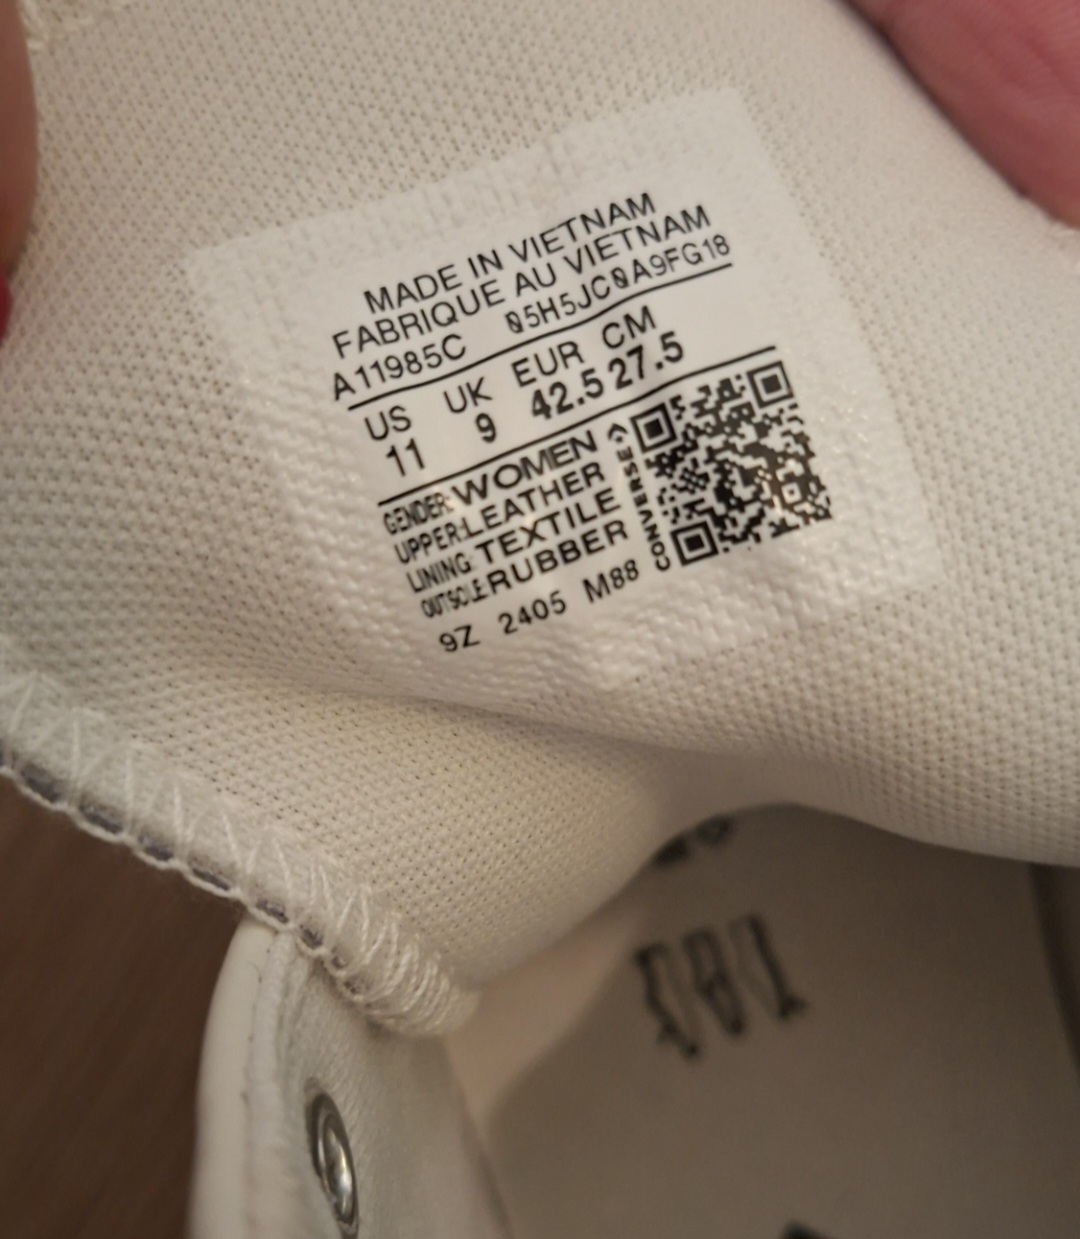 MADE IN VIETNAM
FABRIQUE AU VIETNAM
A11985C 05H5JC0A9FG18
US UK EUR CM
11 9 42.5 27.5
GENDER: WOMEN
UPPER: LEATHER
LINING: TEXTILE
OUTSOLE: RUBBER
9Z 2405 M88
CONVERSE